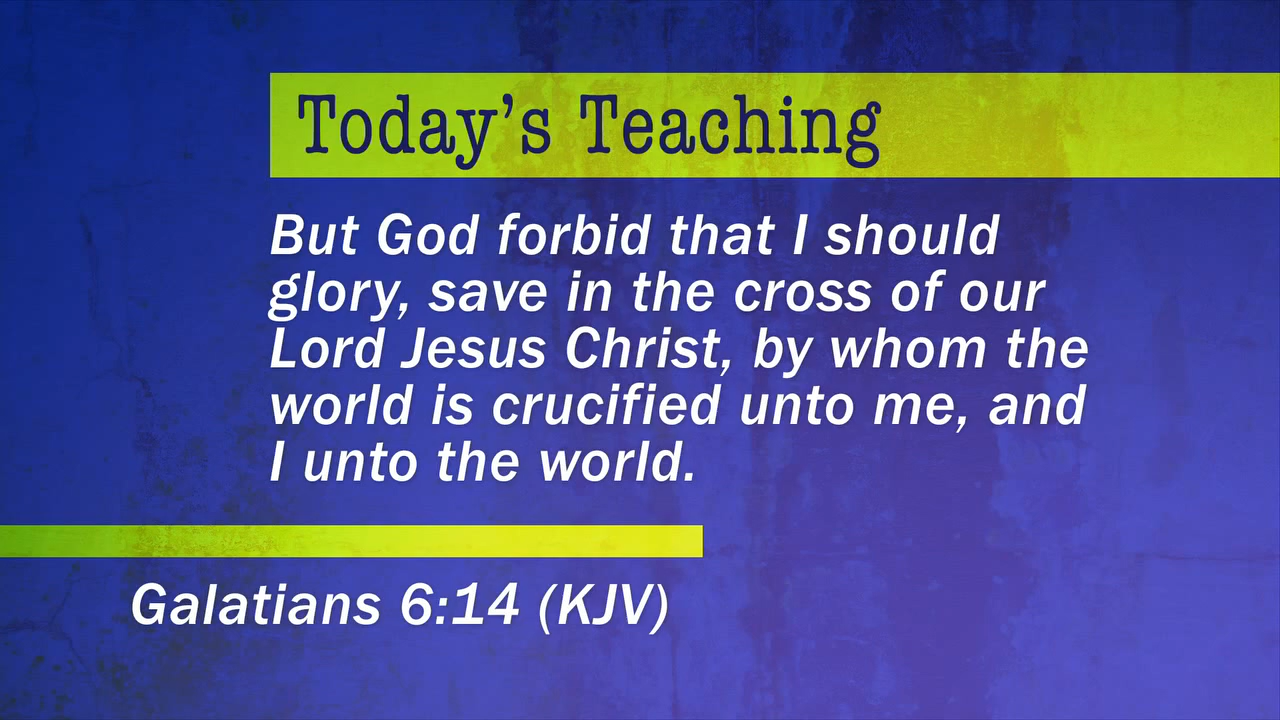 Today’s Teaching
But God forbid that I should
glory, save in the cross of our
Lord Jesus Christ, by whom the
world is crucified unto me, and
I unto the world.
Galatians 6:14 (KJV)